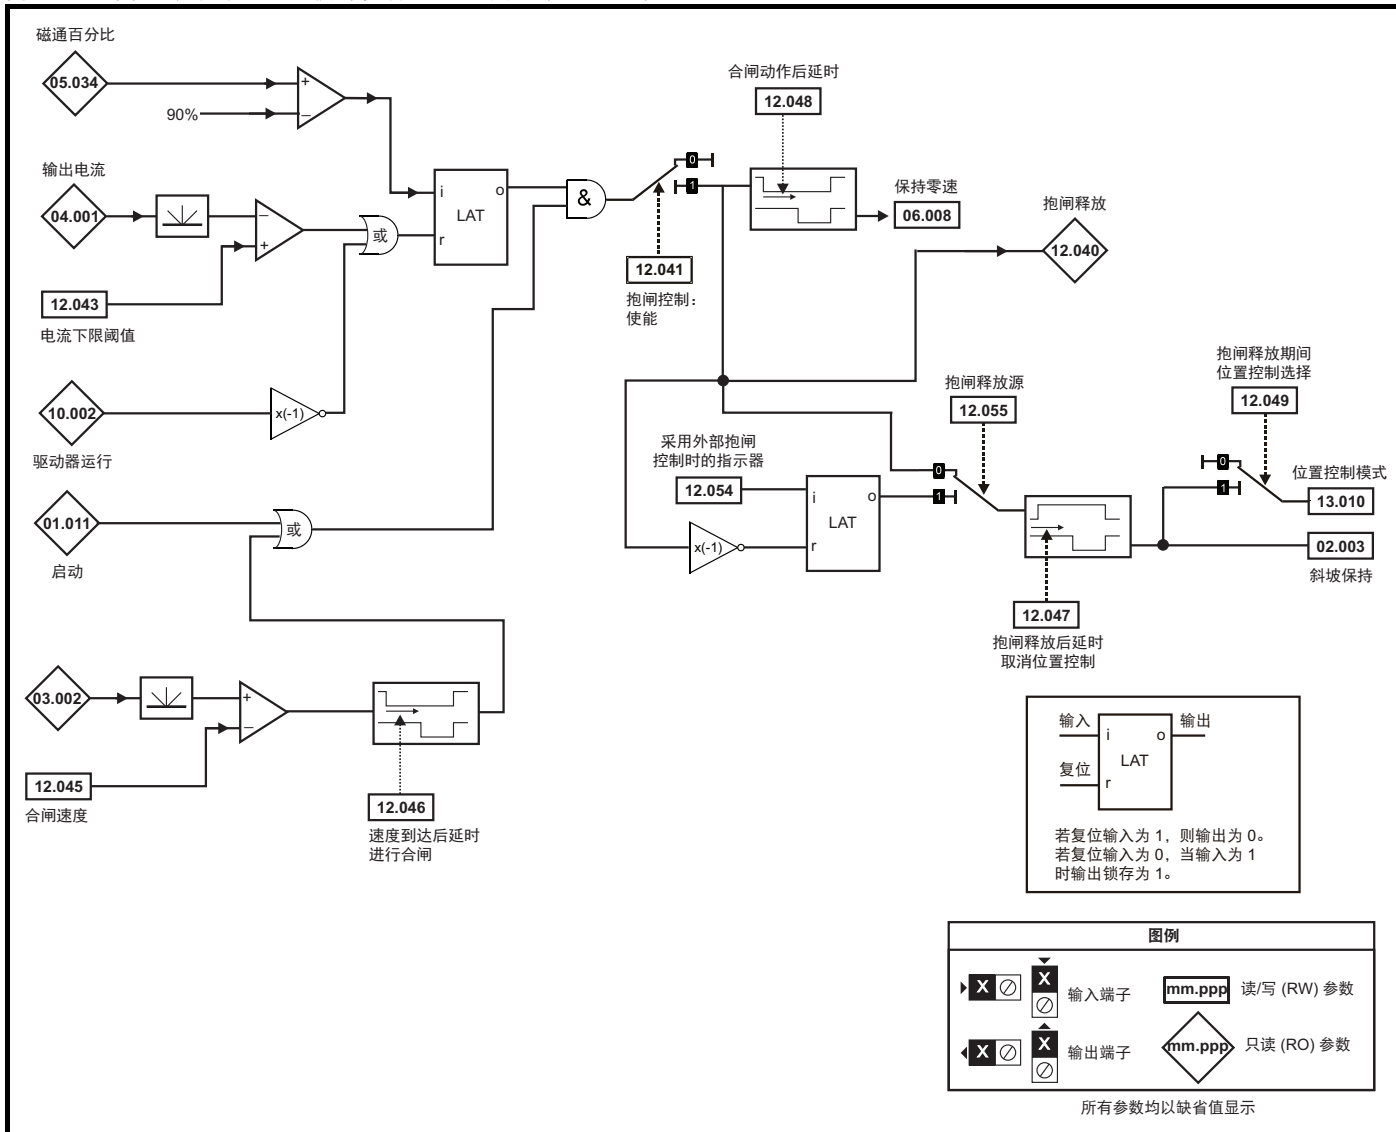 磁通百分比
05.034
90%
+
–
输出电流
04.001
–
+
12.043
电流下限阈值
或
i
o
LAT
r
&
0
1
12.041
抱闸控制：
使能
合闸动作后延时
12.048
保持零速
06.008
抱闸释放
12.040
10.002
驱动器运行
x(-1)
01.011
启动
或
采用外部抱闸
控制时的指示器
12.054
x(-1)
i
o
LAT
r
抱闸释放源
12.055
0
1
12.047
抱闸释放后延时
取消位置控制
抱闸释放期间
位置控制选择
12.049
0
1
位置控制模式
13.010
02.003
斜坡保持
03.002
+
–
12.045
合闸速度
12.046
速度到达后延时
进行合闸
输入
i
o
输出
LAT
复位
r
若复位输入为 1，则输出为 0。
若复位输入为 0，当输入为 1
时输出锁存为 1。
图例
X
X
输入端子
mm.ppp
读/写 (RW) 参数
X
X
输出端子
mm.ppp
只读 (RO) 参数
所有参数均以缺省值显示